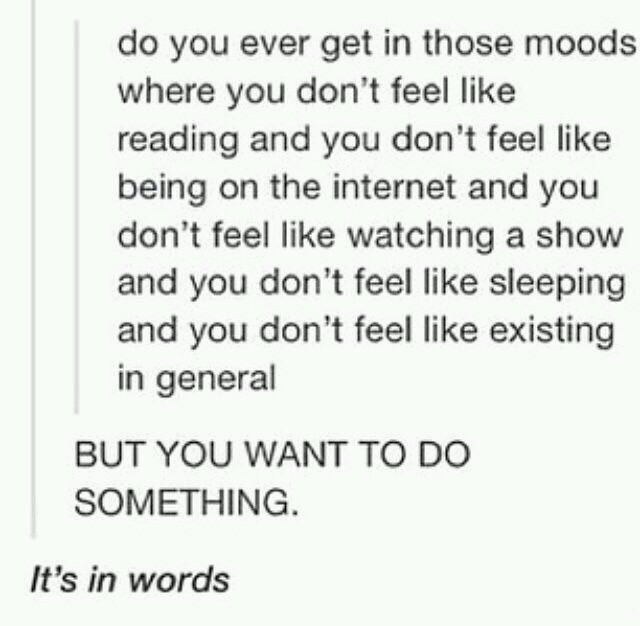 do you ever get in those moods
where you don't feel like
reading and you don't feel like
being on the internet and you
don't feel like watching a show
and you don't feel like sleeping
and you don't feel like existing
in general
BUT YOU WANT TO DO
SOMETHING.
It's in words